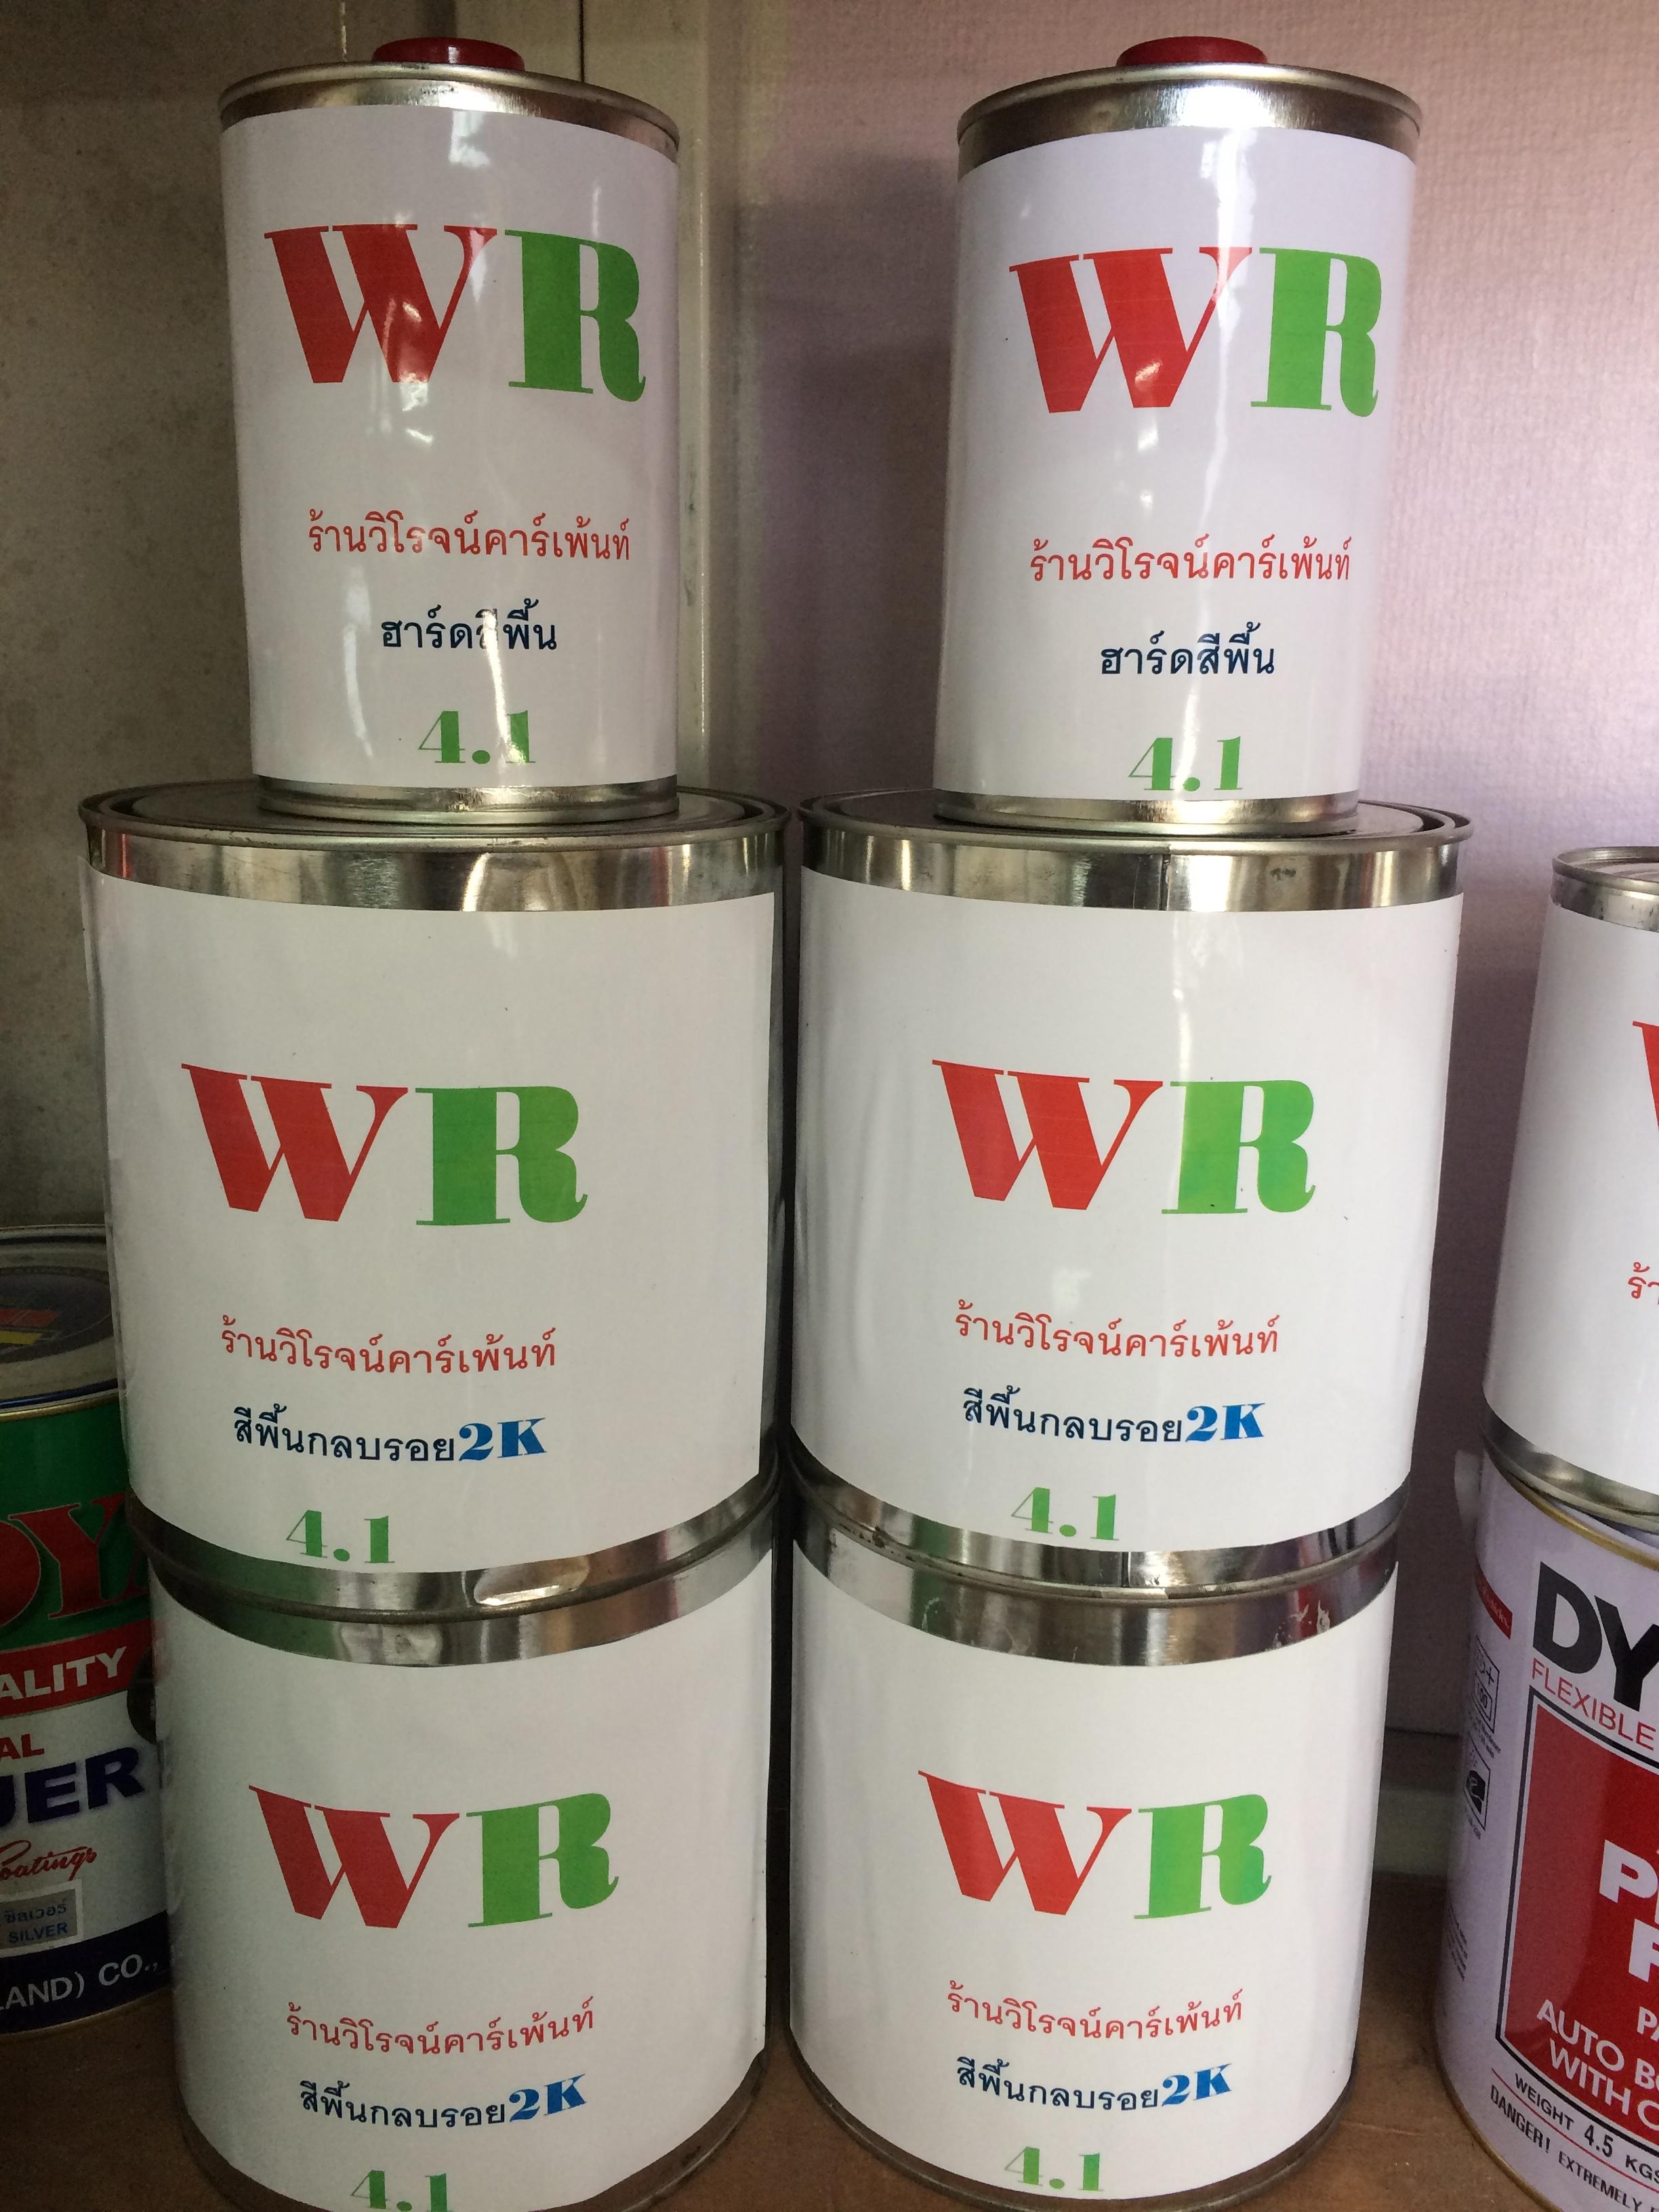 WR
ร้านวิโรจน์คาร์เพ้นท์
ฮาร์ดสีพื้น
4.1
WR
ร้านวิโรจน์คาร์เพ้นท์
ฮาร์ดสีพื้น
4.1
WR
ร้านวิโรจน์คาร์เพ้นท์
สีพื้นกลบรอย2K
4.1
WR
ร้านวิโรจน์คาร์เพ้นท์
สีพื้นกลบรอย2K
4.1
WR
ร้านวิโรจน์คาร์เพ้นท์
สีพื้นกลบรอย2K
4.1
WR
ร้านวิโรจน์คาร์เพ้นท์
สีพื้นกลบรอย2K
4.1
ซิลเวอร์
SILVER
CO.,
FLEXIBLE
AUTO
WITH
WEIGHT 4.5 KGS
DANGER! EXTREMELY